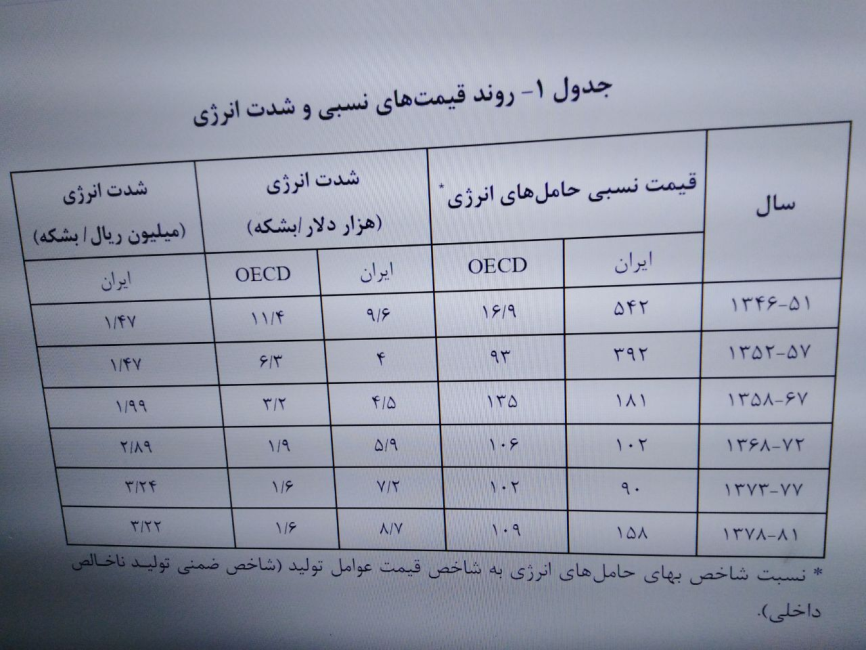 جدول ۱- روند قیمت‌های نسبی و شدت انرژی
سال قیمت نسبی حامل‌های انرژی* شدت انرژی (هزار دلار/بشکه) شدت انرژی (میلیون ریال/ بشکه)
ایران OECD ایران OECD ایران
۱۳۴۶-۵۱ ۵۴۲ ۱۶/۹ ۹/۶ ۱۱/۴ ۱/۴۷
۱۳۵۲-۵۷ ۳۹۲ ۹۳ ۴ ۶/۳ ۱/۴۷
۱۳۵۸-۶۷ ۱۸۱ ۱۳۵ ۴/۵ ۳/۲ ۱/۹۹
۱۳۶۸-۷۲ ۱۰۲ ۱۰۶ ۵/۹ ۱/۹ ۲/۸۹
۱۳۷۳-۷۷ ۹۰ ۱۰۲ ۷/۲ ۱/۶ ۳/۲۴
۱۳۷۸-۸۱ ۱۵۸ ۱۰۹ ۸/۷ ۱/۶ ۳/۲۲
* نسبت شاخص بهای حامل‌های انرژی به شاخص قیمت عوامل تولید (شاخص ضمنی تولید ناخالص
داخلی).